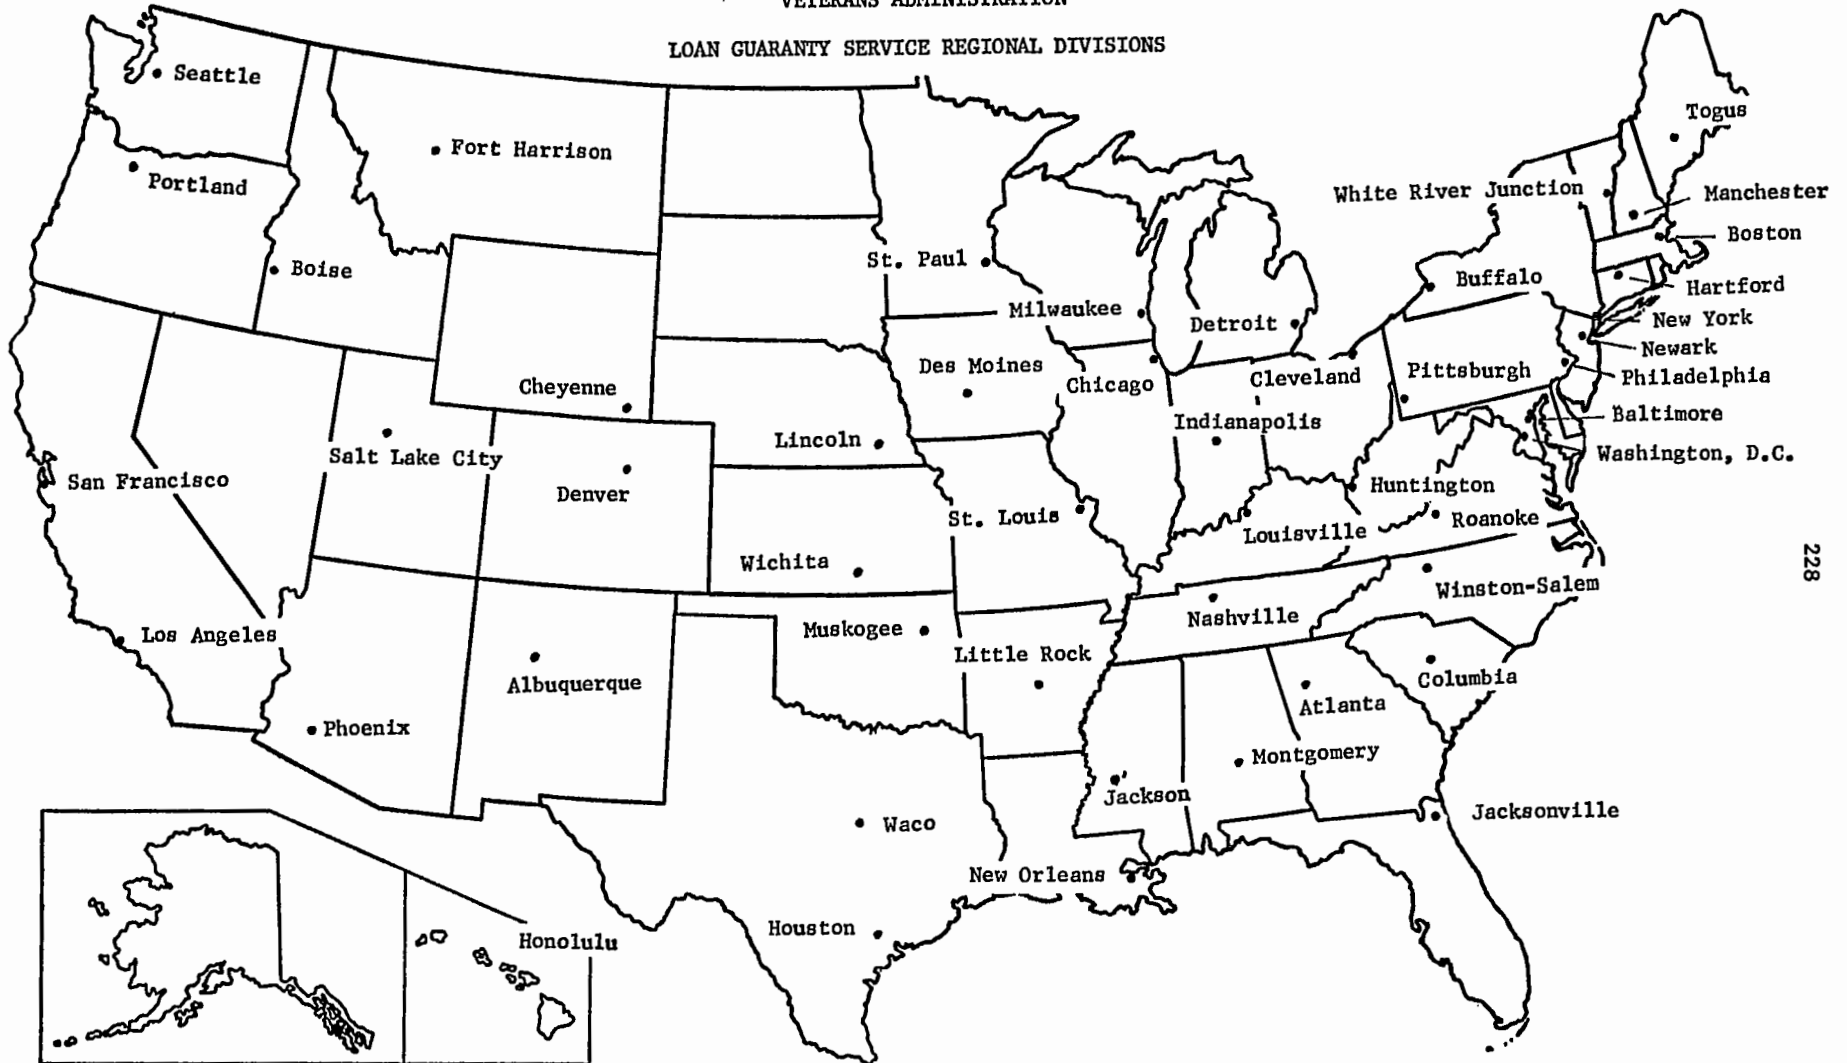 VETERANS ADMINISTRATION
LOAN GUARANTY SERVICE REGIONAL DIVISIONS
Seattle
Togus
Fort Harrison
Portland
White River Junction
Manchester
Boston
St. Paul
Boise
Buffalo
Hartford
Milwaukee
New York
Detroit
Newark
Des Moines
Pittsburgh
Philadelphia
Cheyenne
Chicago
Cleveland
Baltimore
Indianapolis
Lincoln
Washington, D.C.
Salt Lake City
San Francisco
Huntington
Denver
St. Louis
Roanoke
Louisville
228
Wichita
Winston-Salem
Nashville
Muskogee
Los Angeles
Little Rock
Columbia
Albuquerque
Atlanta
Phoenix
Montgomery
Jackson
Jacksonville
Waco
New Orleans
Houston
Honolulu